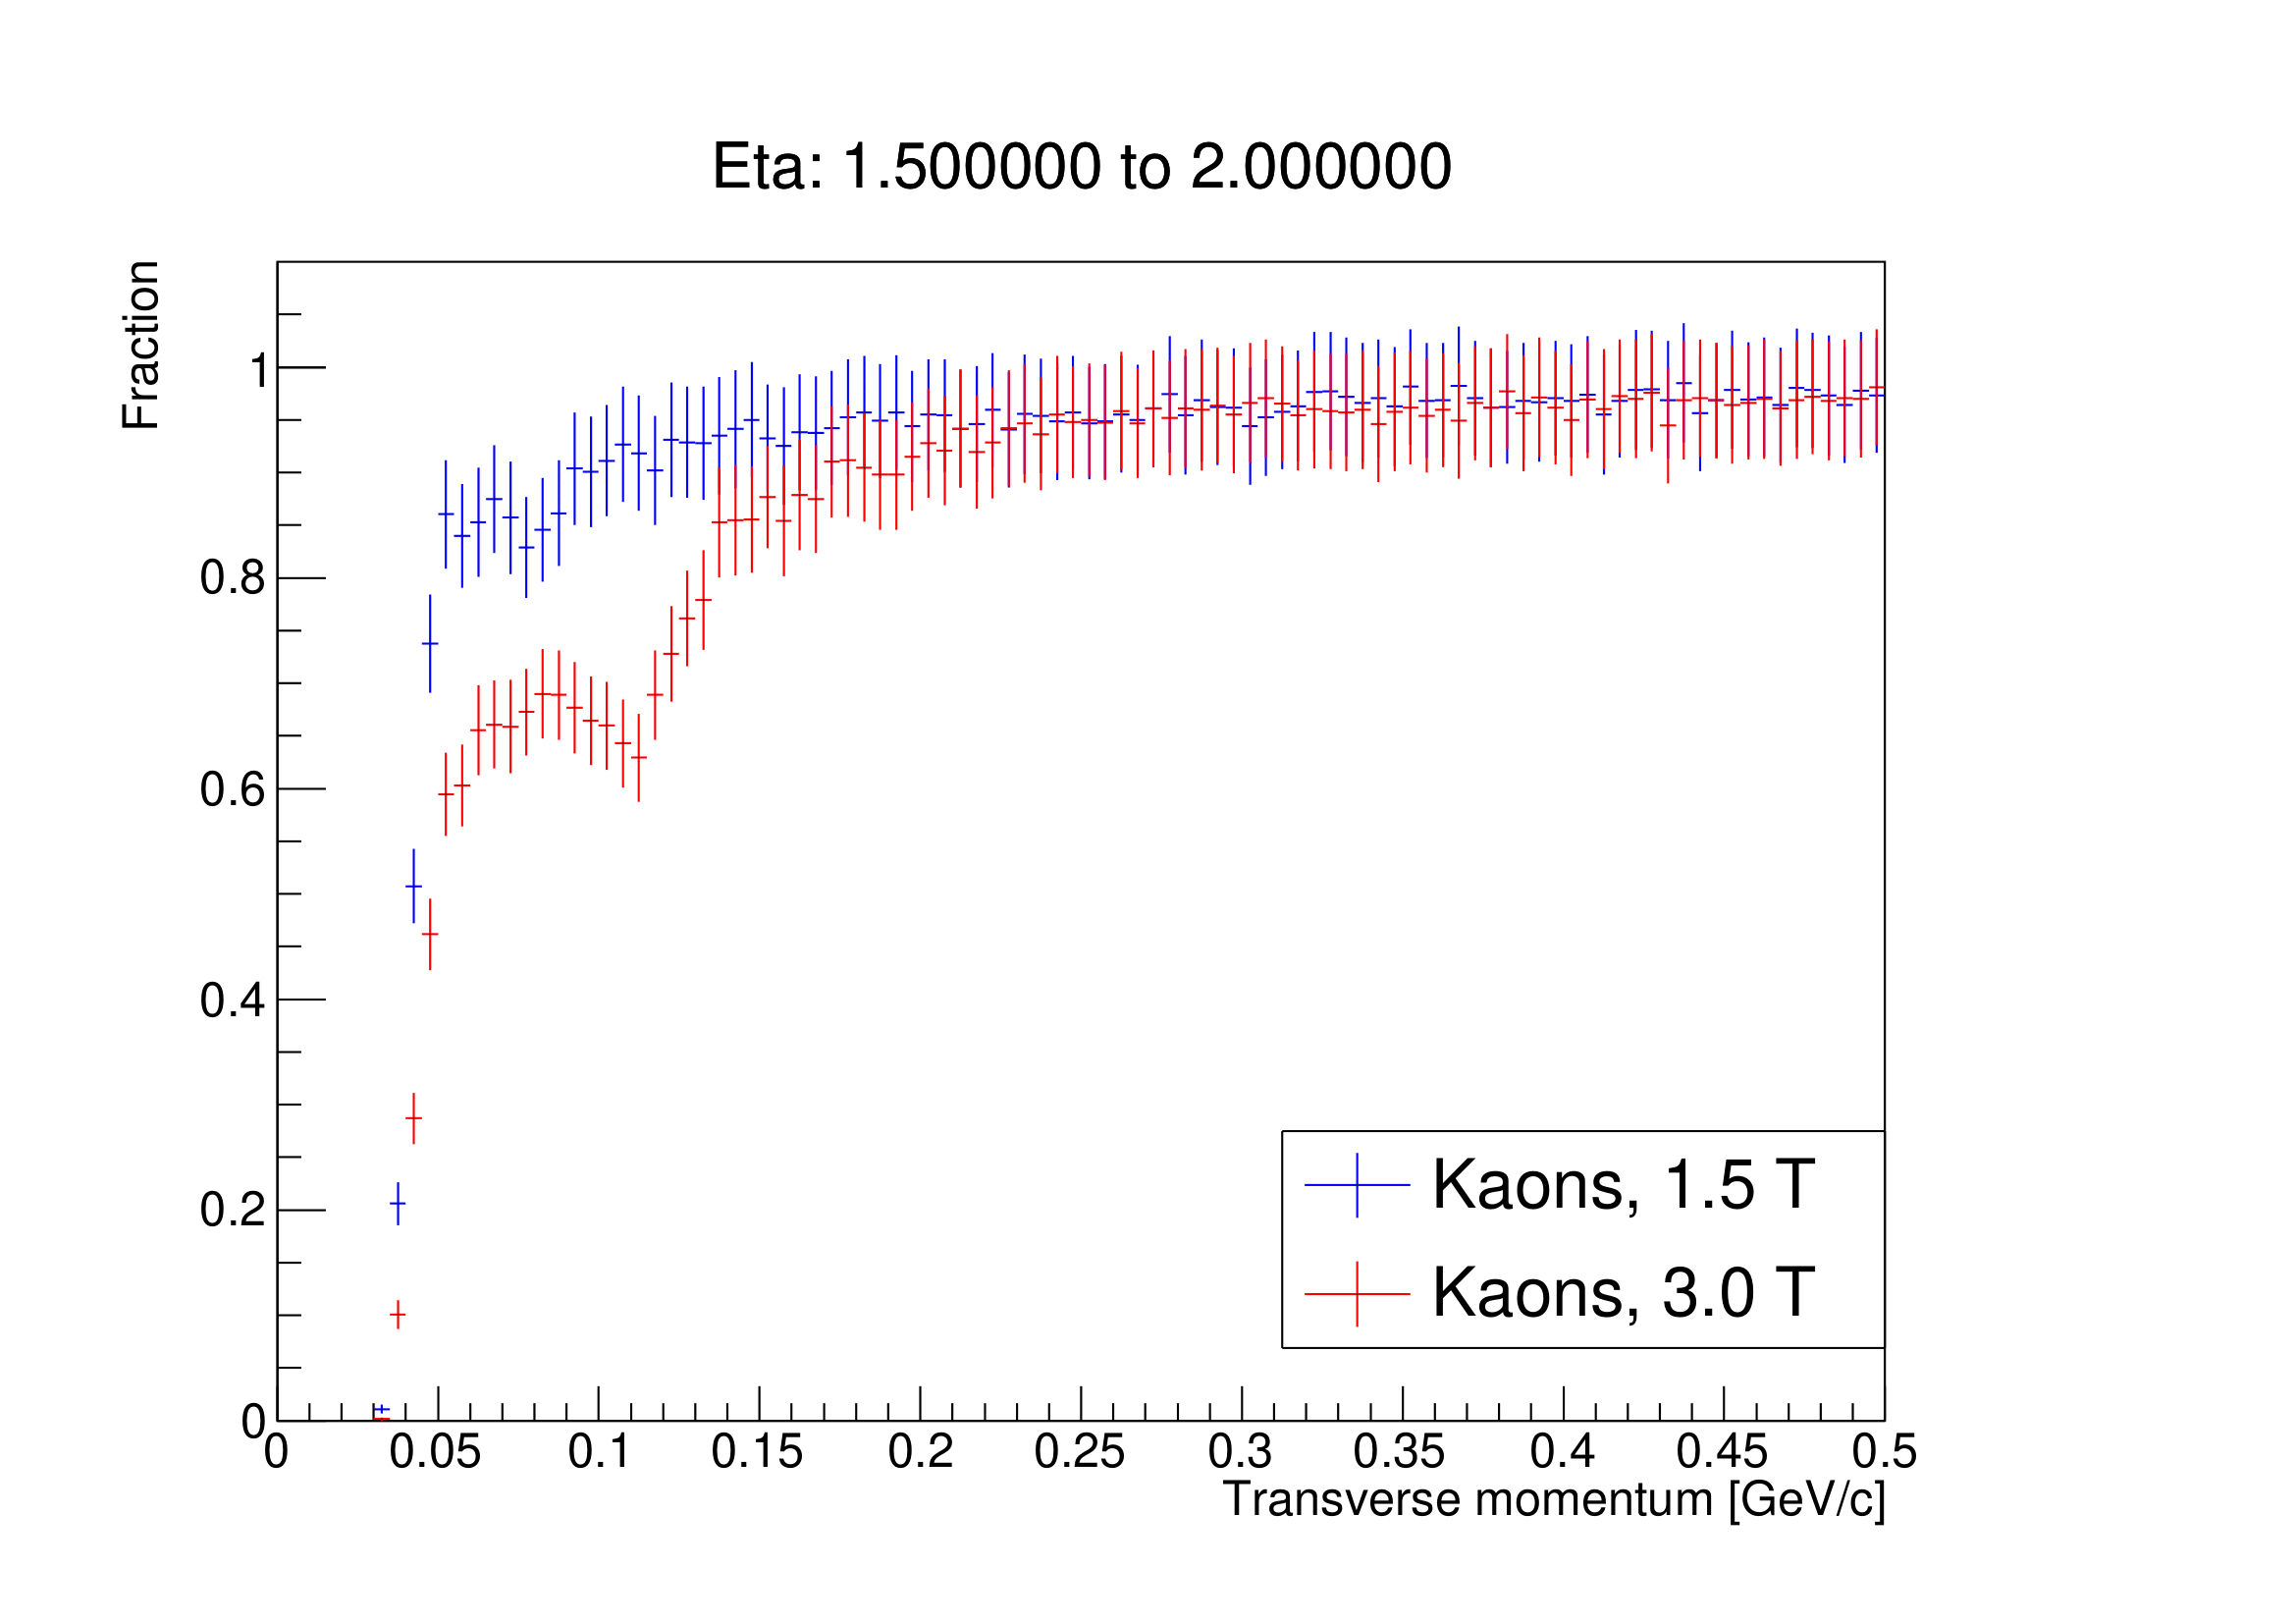 Eta: 1.500000 to 2.000000
Fraction
1
0.8
0.6
0.4
0.2
0
Kaons, 1.5 T
Kaons, 3.0 T
0 0.05 0.1 0.15 0.2 0.25 0.3 0.35 0.4 0.45 0.5
Transverse momentum [GeV/c]